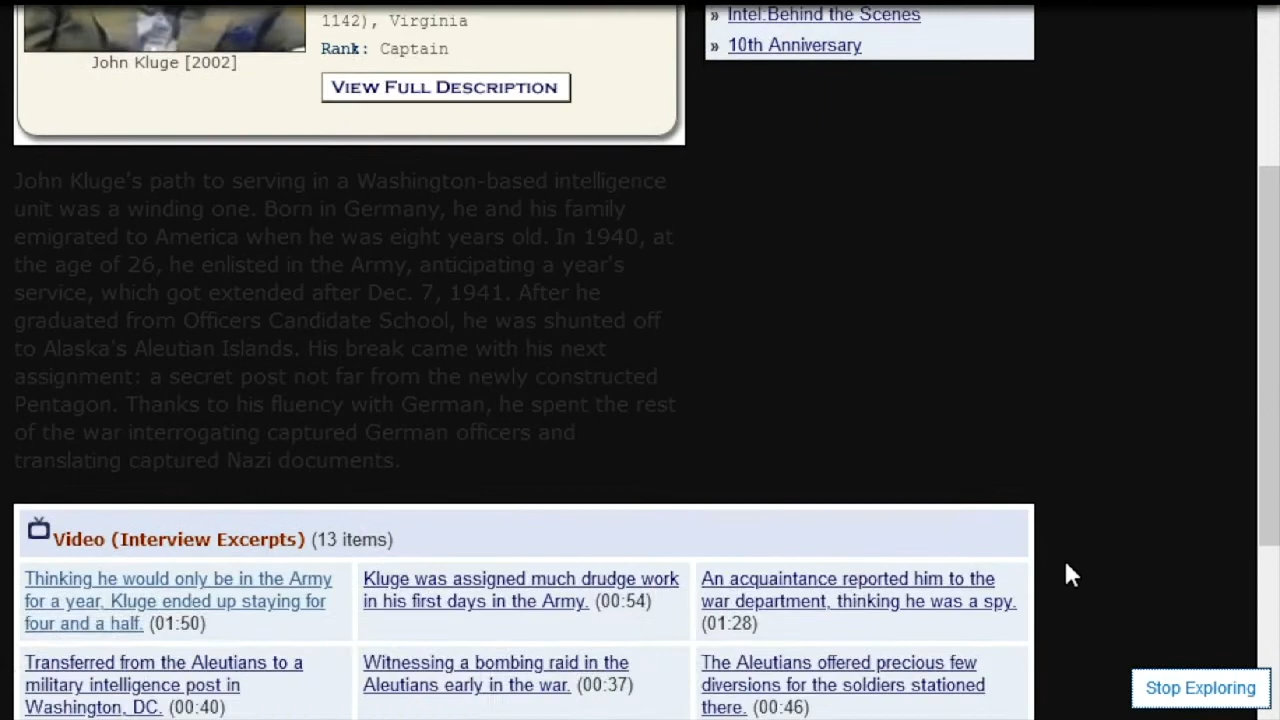 1142), Virginia
Rank: Captain
John Kluge [2002]
VIEW FULL DESCRIPTION
» Intel:Behind the Scenes
» 10th Anniversary
John Kluge's path to serving in a Washington-based intelligence
unit was a winding one. Born in Germany, he and his family
emigrated to America when he was eight years old. In 1940, at
the age of 26, he enlisted in the Army, anticipating a year's
service, which got extended after Dec. 7, 1941. After he
graduated from Officers Candidate School, he was shunted off
to Alaska's Aleutian Islands. His break came with his next
assignment: a secret post not far from the newly constructed
Pentagon. Thanks to his fluency with German, he spent the rest
of the war interrogating captured German officers and
translating captured Nazi documents.
Video (Interview Excerpts) (13 items)
Thinking he would only be in the Army
for a year, Kluge ended up staying for
four and a half. (01:50)
Kluge was assigned much drudge work
in his first days in the Army. (00:54)
An acquaintance reported him to the
war department, thinking he was a spy.
(01:28)
Transferred from the Aleutians to a
military intelligence post in
Washington, DC. (00:40)
Witnessing a bombing raid in the
Aleutians early in the war. (00:37)
The Aleutians offered precious few
diversions for the soldiers stationed
there. (00:46)
Stop Exploring